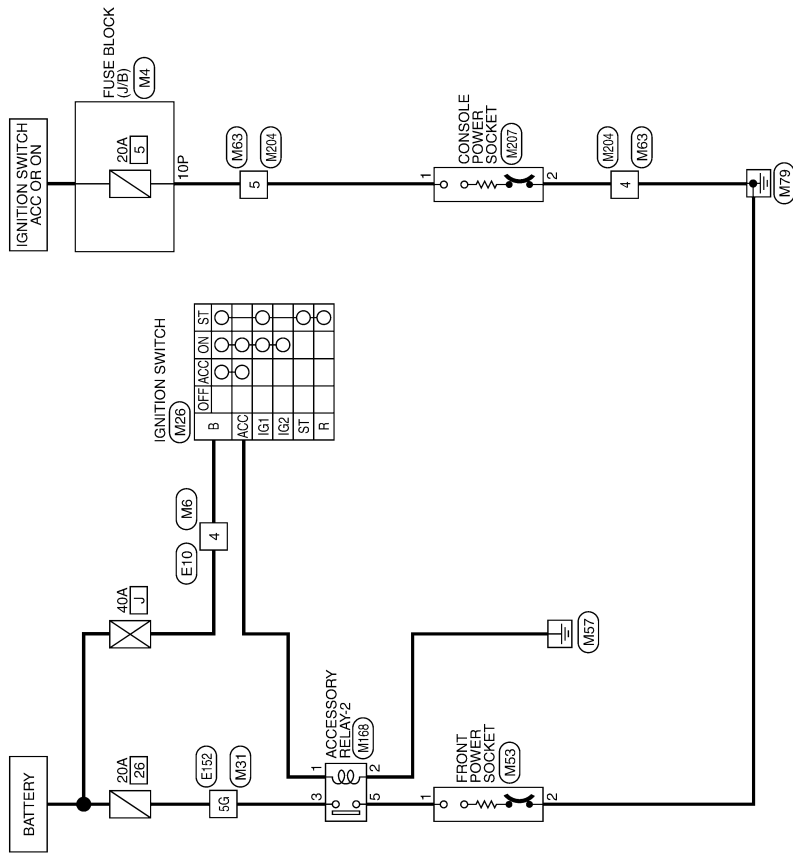 IGNITION SWITCH
ACC OR ON
FUSE BLOCK
(J/B)
M4
20A
5
10P
M63
5
M204
CONSOLE
POWER
SOCKET
M207
1
2
M204
4
M63
M79
IGNITION SWITCH
M26
OFF ACC ON ST
B
ACC
IG1
IG2
ST
R
E10
4
M6
40A
J
BATTERY
20A
26
E152
5G
M31
ACCESSORY
RELAY-2
M168
1
3
2
5
M57
FRONT
POWER
SOCKET
M53
1
2